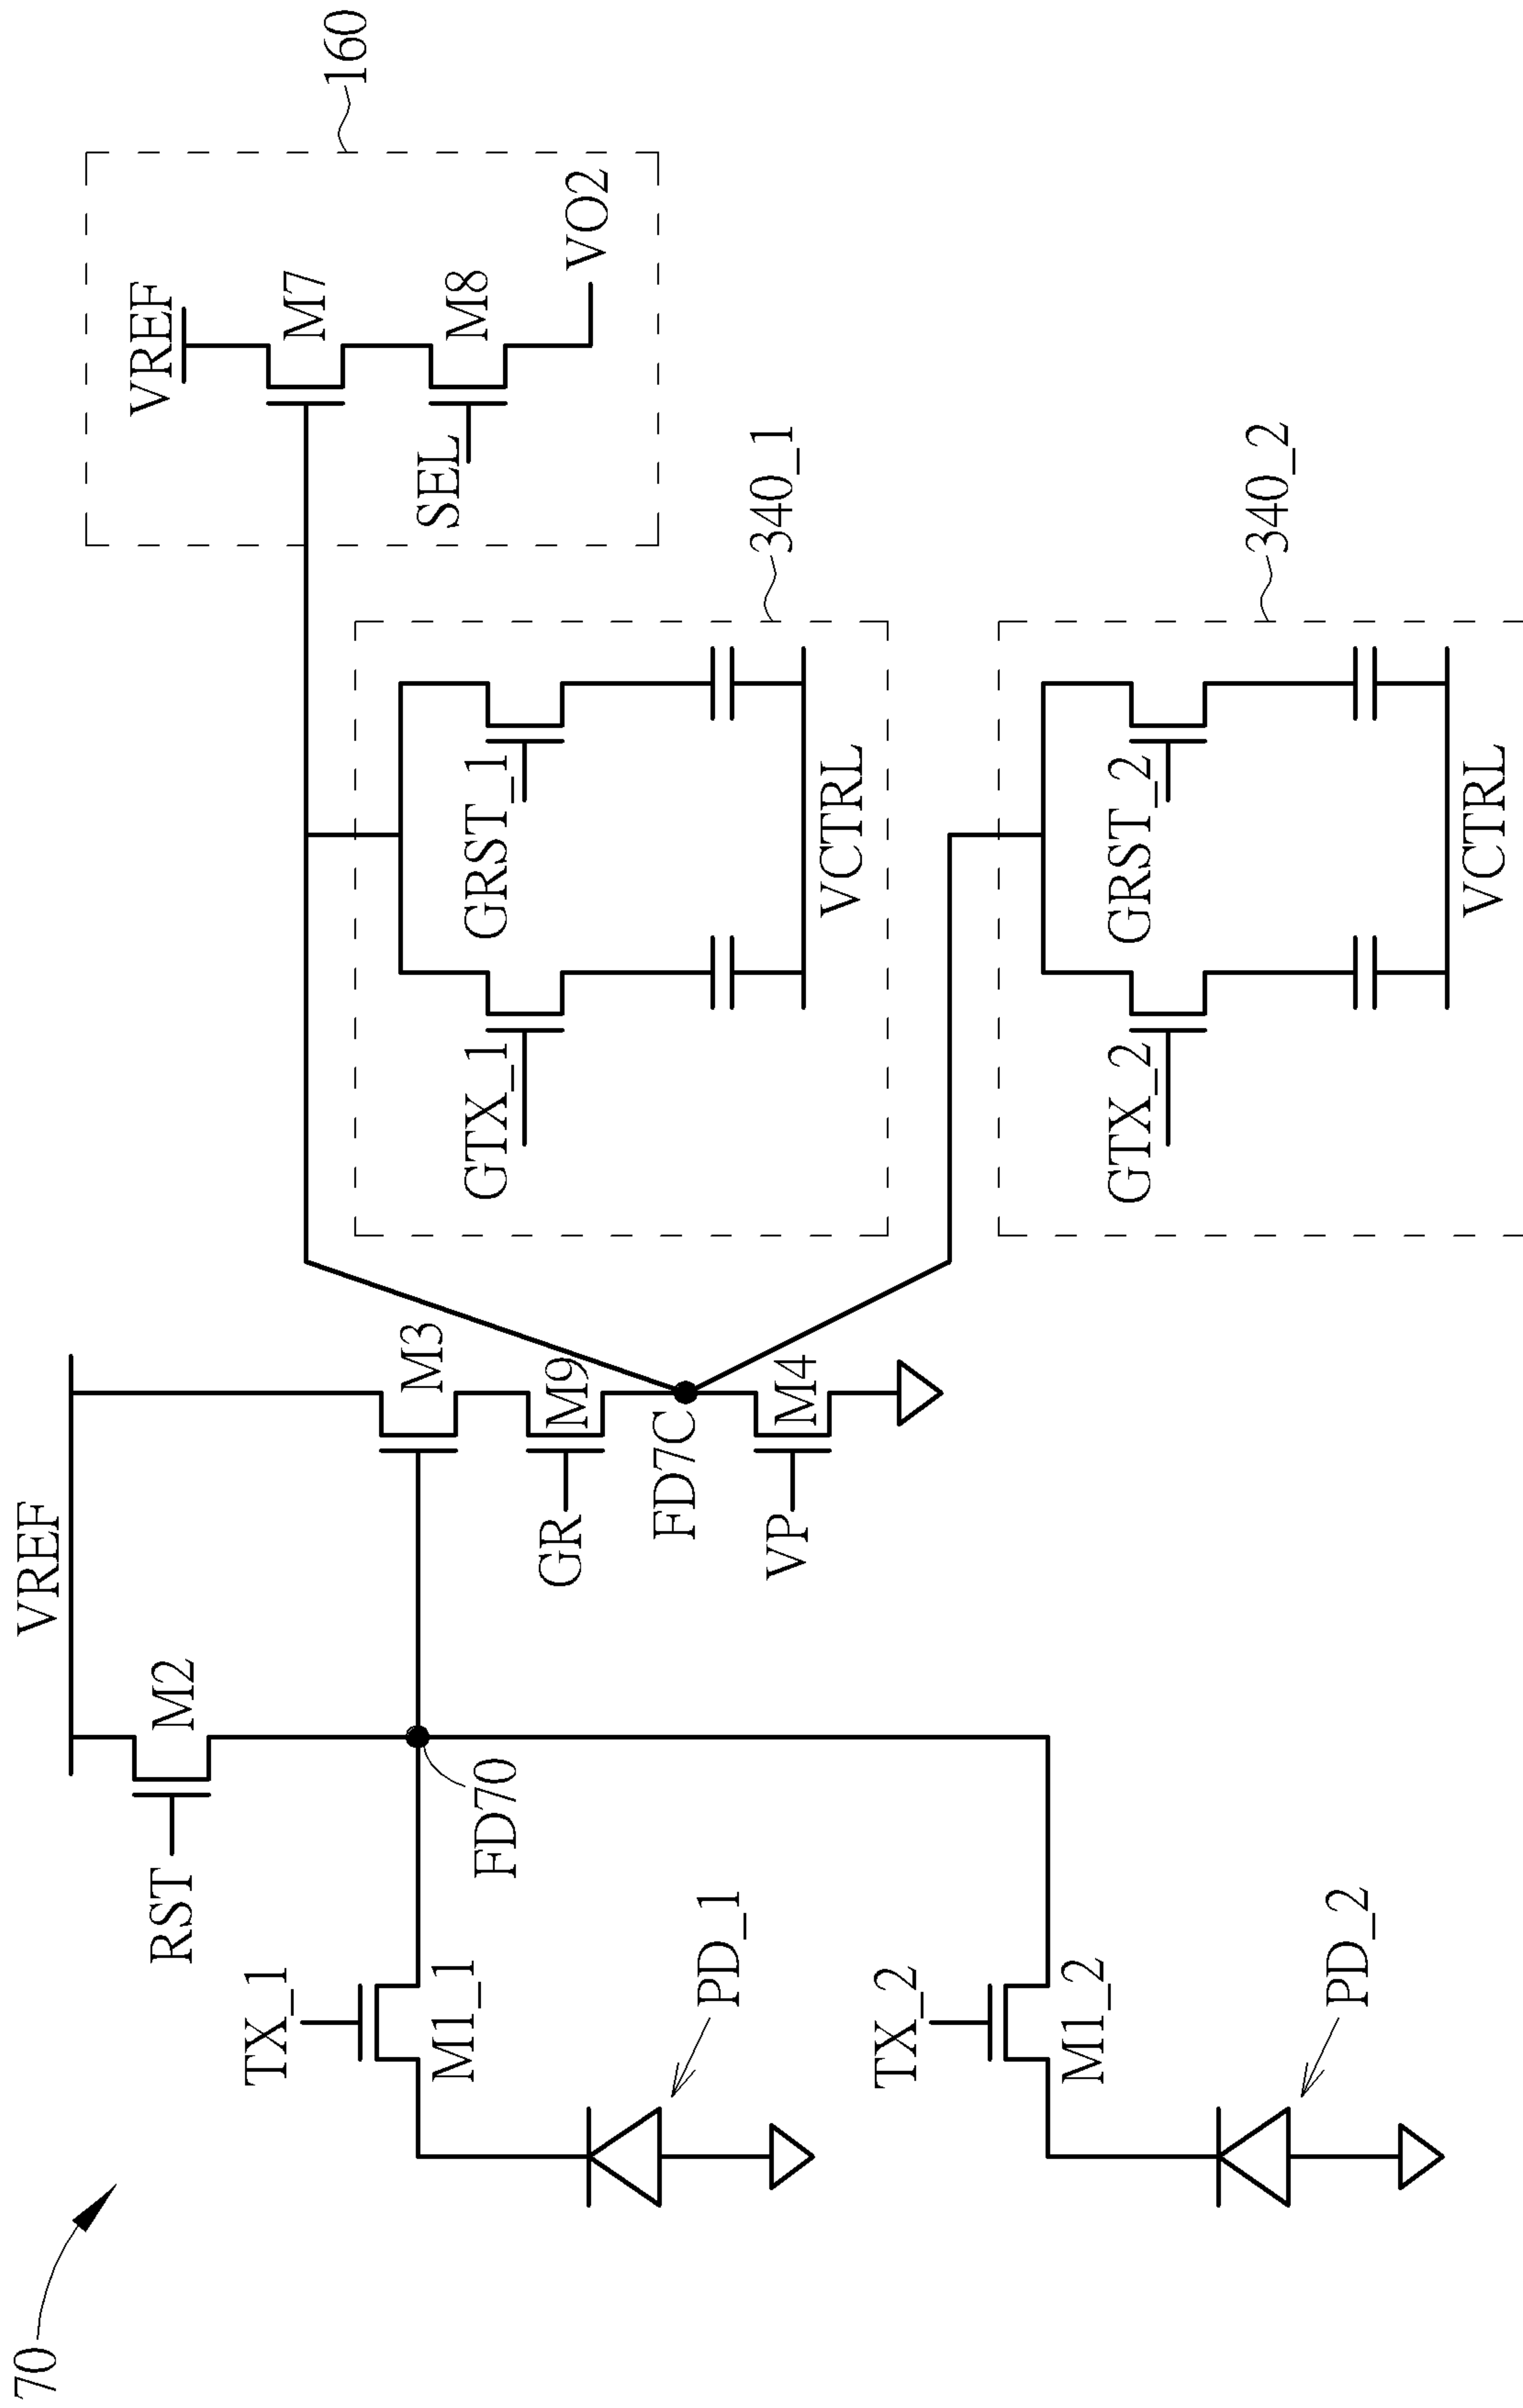 70
VREF
RST
M2
TX_1
M1_1
FD70
PD_1
TX_2
M1_2
PD_2
M3
GR
M9
FD7C
VP
M4
VREF
M7
SEL
M8
VO2
160
GTX_1
GRST_1
VCTRL
340_1
GTX_2
GRST_2
VCTRL
340_2